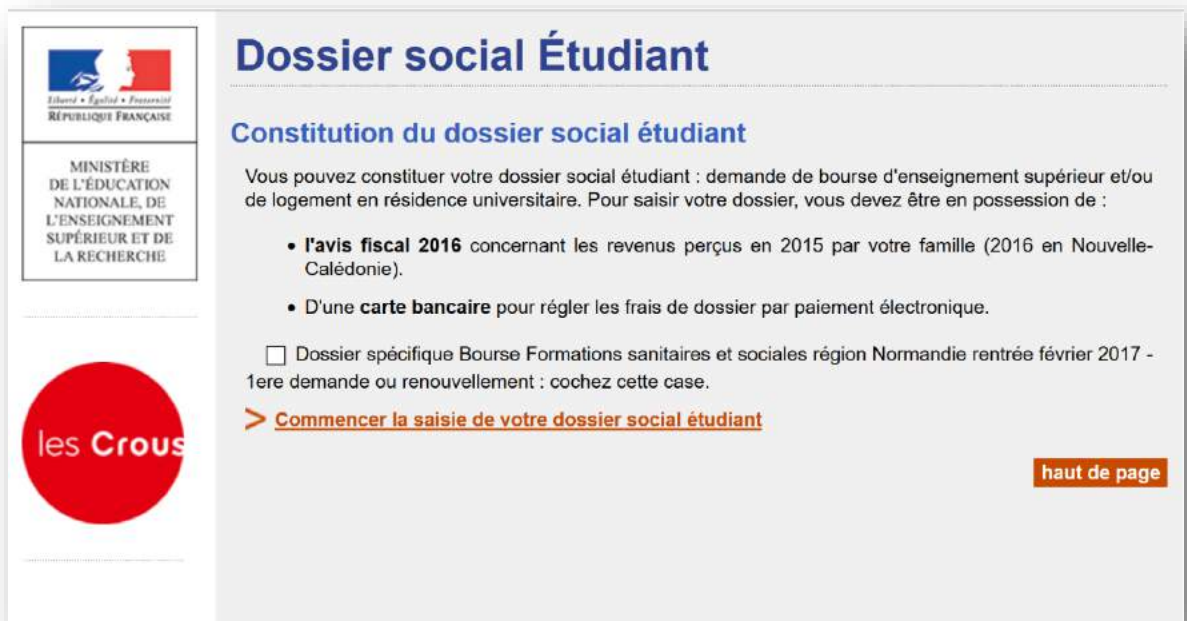 Liberté • Égalité • Fraternité
RÉPUBLIQUE FRANÇAISE
MINISTÈRE
DE L'ÉDUCATION
NATIONALE, DE
L'ENSEIGNEMENT
SUPÉRIEUR ET DE
LA RECHERCHE
les Crous
Dossier social Étudiant
Constitution du dossier social étudiant
Vous pouvez constituer votre dossier social étudiant : demande de bourse d'enseignement supérieur et/ou
de logement en résidence universitaire. Pour saisir votre dossier, vous devez être en possession de :
• l'avis fiscal 2016 concernant les revenus perçus en 2015 par votre famille (2016 en Nouvelle-
Calédonie).
• D'une carte bancaire pour régler les frais de dossier par paiement électronique.
Dossier spécifique Bourse Formations sanitaires et sociales région Normandie rentrée février 2017 -
1ere demande ou renouvellement : cochez cette case.
> Commencer la saisie de votre dossier social étudiant
haut de page